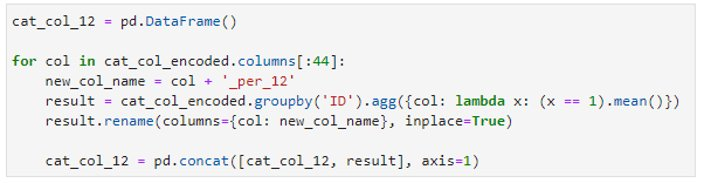 cat_col_12 = pd.DataFrame()

for col in cat_col_encoded.columns[:44]:
    new_col_name = col + '_per_12'
    result = cat_col_encoded.groupby('ID').agg({col: lambda x: (x == 1).mean()})
    result.rename(columns={col: new_col_name}, inplace=True)

    cat_col_12 = pd.concat([cat_col_12, result], axis=1)